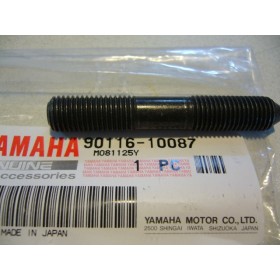 YAMAHA 90116-10087
GENUINE M081125Y
accessories 1 PC
YAMAHA MOTOR CO.,LTD.
MADE IN JAPAN 2500 SHINGAI IWATA SHIZUOKA JAPAN